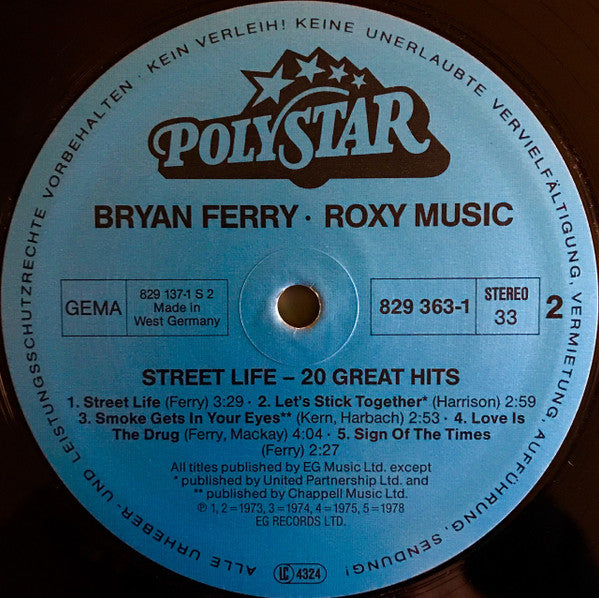 ALLE URHEBER- UND LEISTUNGSSCHUTZRECHTE VORBEHALTEN · KEIN VERLEIH! KEINE UNERLAUBTE VERVIELFÄLTIGUNG, VERMIETUNG, AUFFÜHRUNG, SENDUNG!
POLYSTAR
BRYAN FERRY · ROXY MUSIC
GEMA
829 137-1 S 2
Made in
West Germany
829 363-1
STEREO
33
2
STREET LIFE – 20 GREAT HITS
1. Street Life (Ferry) 3:29 · 2. Let's Stick Together* (Harrison) 2:59
3. Smoke Gets In Your Eyes** (Kern, Harbach) 2:53 · 4. Love Is
The Drug (Ferry, Mackay) 4:04 · 5. Sign Of The Times
(Ferry) 2:27
All titles published by EG Music Ltd. except
* published by United Partnership Ltd. and
** published by Chappell Music Ltd.
℗ 1, 2 = 1973, 3 = 1974, 4 = 1975, 5 = 1978
EG RECORDS LTD.
LC 4324